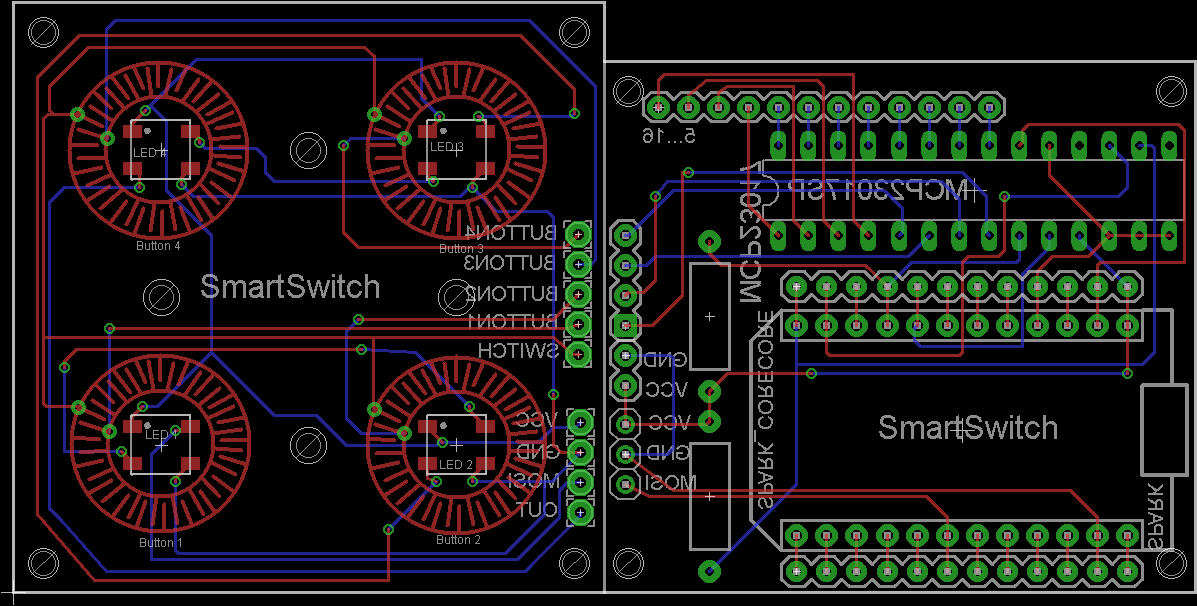 LED 4
LED 3
Button 4
Button 3
SmartSwitch
BUTTON4
BUTTON3
BUTTON2
BUTTON1
SWITCH
LED 1
LED 2
VCC
GND
MOSI
OUT
Button 1
Button 2
5...16
MCP23017SP
MCP23017
GND
VCC
VCC
GND
MOSI
SPARK_CORECORE
SmartSwitch
SPARK